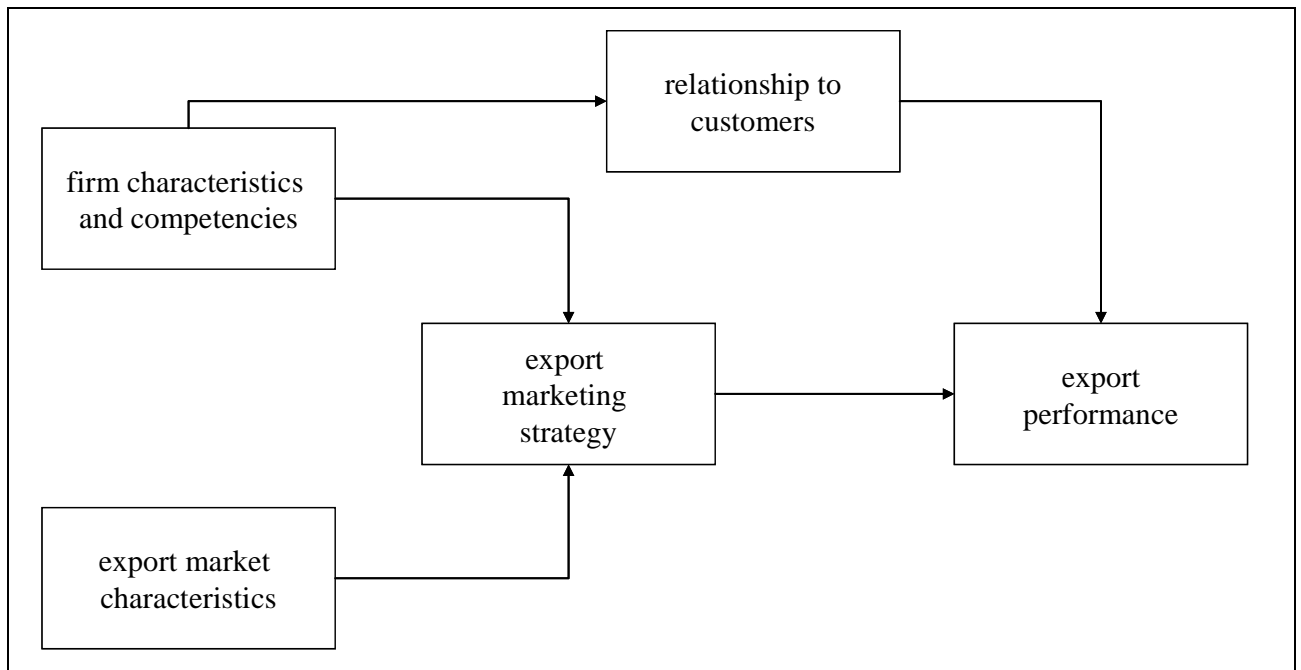 relationship to
customers
firm characteristics
and competencies
export
marketing
strategy
export
performance
export market
characteristics